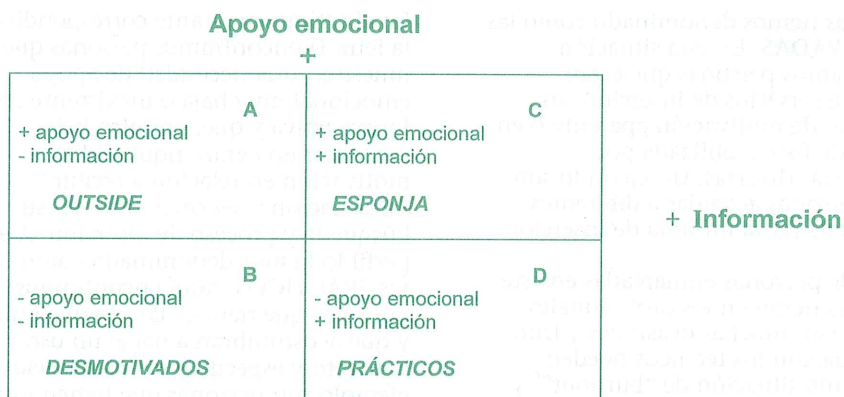 Apoyo emocional
+
A
+ apoyo emocional
- información
OUTSIDE
C
+ apoyo emocional
+ información
ESPONJA
+ Información
B
- apoyo emocional
- información
DESMOTIVADOS
D
- apoyo emocional
+ información
PRÁCTICOS